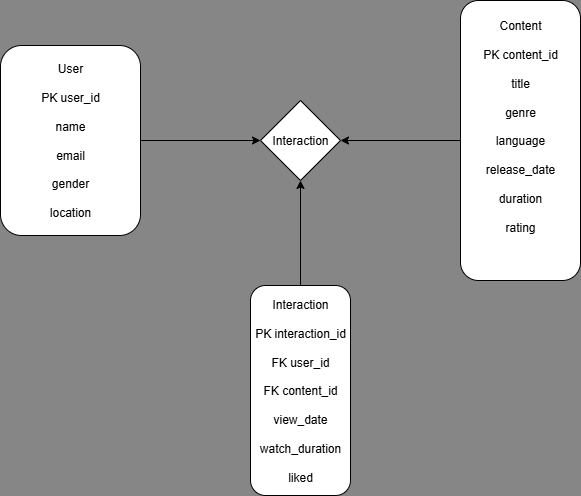 User
PK user_id
name
email
gender
location
Interaction
Content
PK content_id
title
genre
language
release_date
duration
rating
Interaction
PK interaction_id
FK user_id
FK content_id
view_date
watch_duration
liked